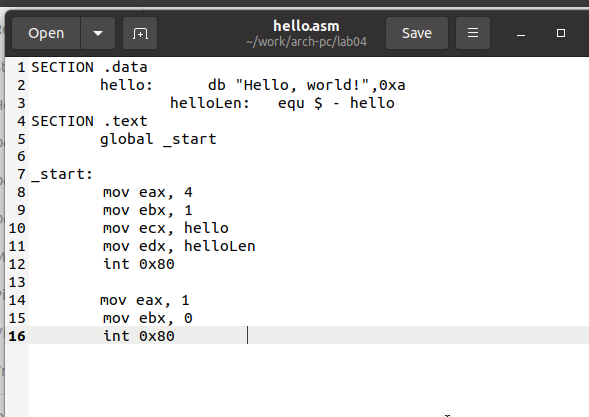 Open
hello.asm
~/work/arch-pc/lab04
Save
1 SECTION .data
2 hello: db "Hello, world!",0xa
3 helloLen: equ $ - hello
4 SECTION .text
5 global _start
6
7 _start:
8 mov eax, 4
9 mov ebx, 1
10 mov ecx, hello
11 mov edx, helloLen
12 int 0x80
13
14 mov eax, 1
15 mov ebx, 0
16 int 0x80